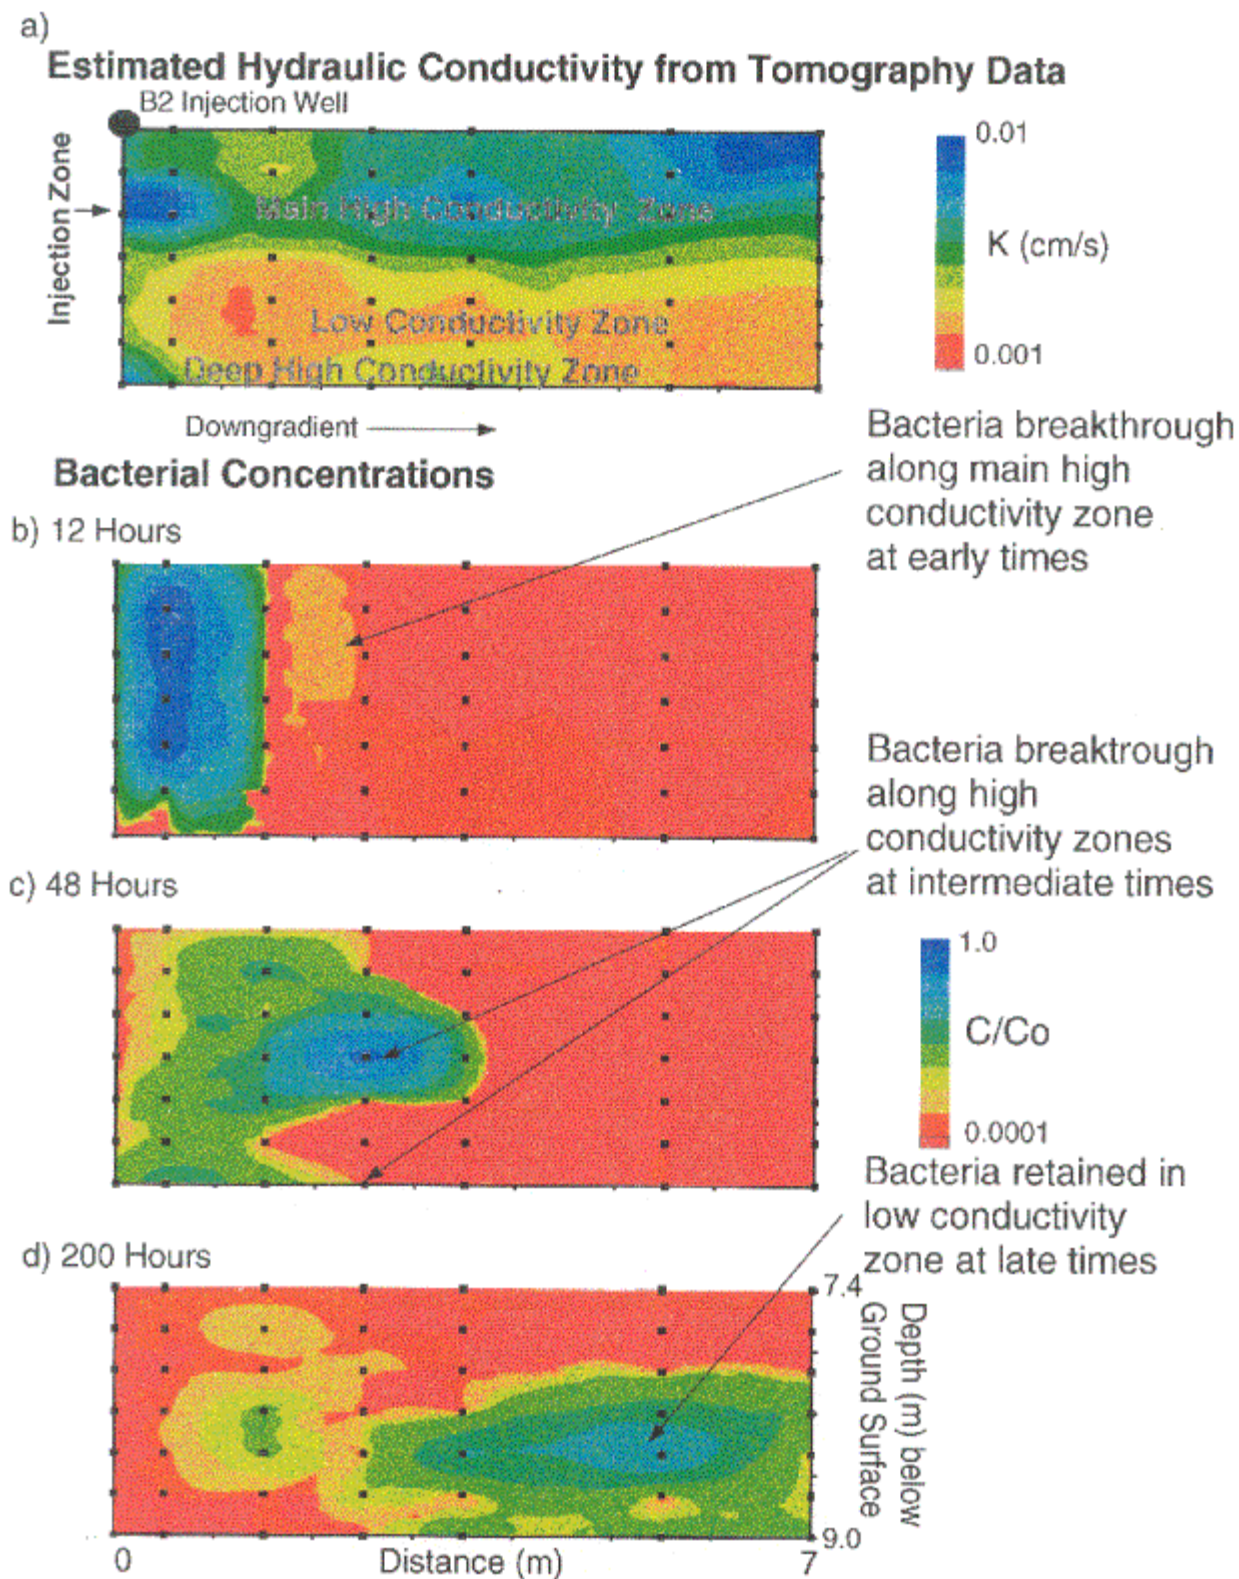 a)
Estimated Hydraulic Conductivity from Tomography Data
B2 Injection Well
Injection Zone
Main High Conductivity Zone
Low Conductivity Zone
Deep High Conductivity Zone
0.01
K (cm/s)
0.001
Downgradient
Bacterial Concentrations
Bacteria breakthrough
along main high
conductivity zone
at early times
b) 12 Hours
Bacteria breaktrough
along high
conductivity zones
at intermediate times
c) 48 Hours
1.0
C/Co
0.0001
Bacteria retained in
low conductivity
zone at late times
d) 200 Hours
7.4
Depth (m) below
Ground Surface
9.0
0
Distance (m)
7